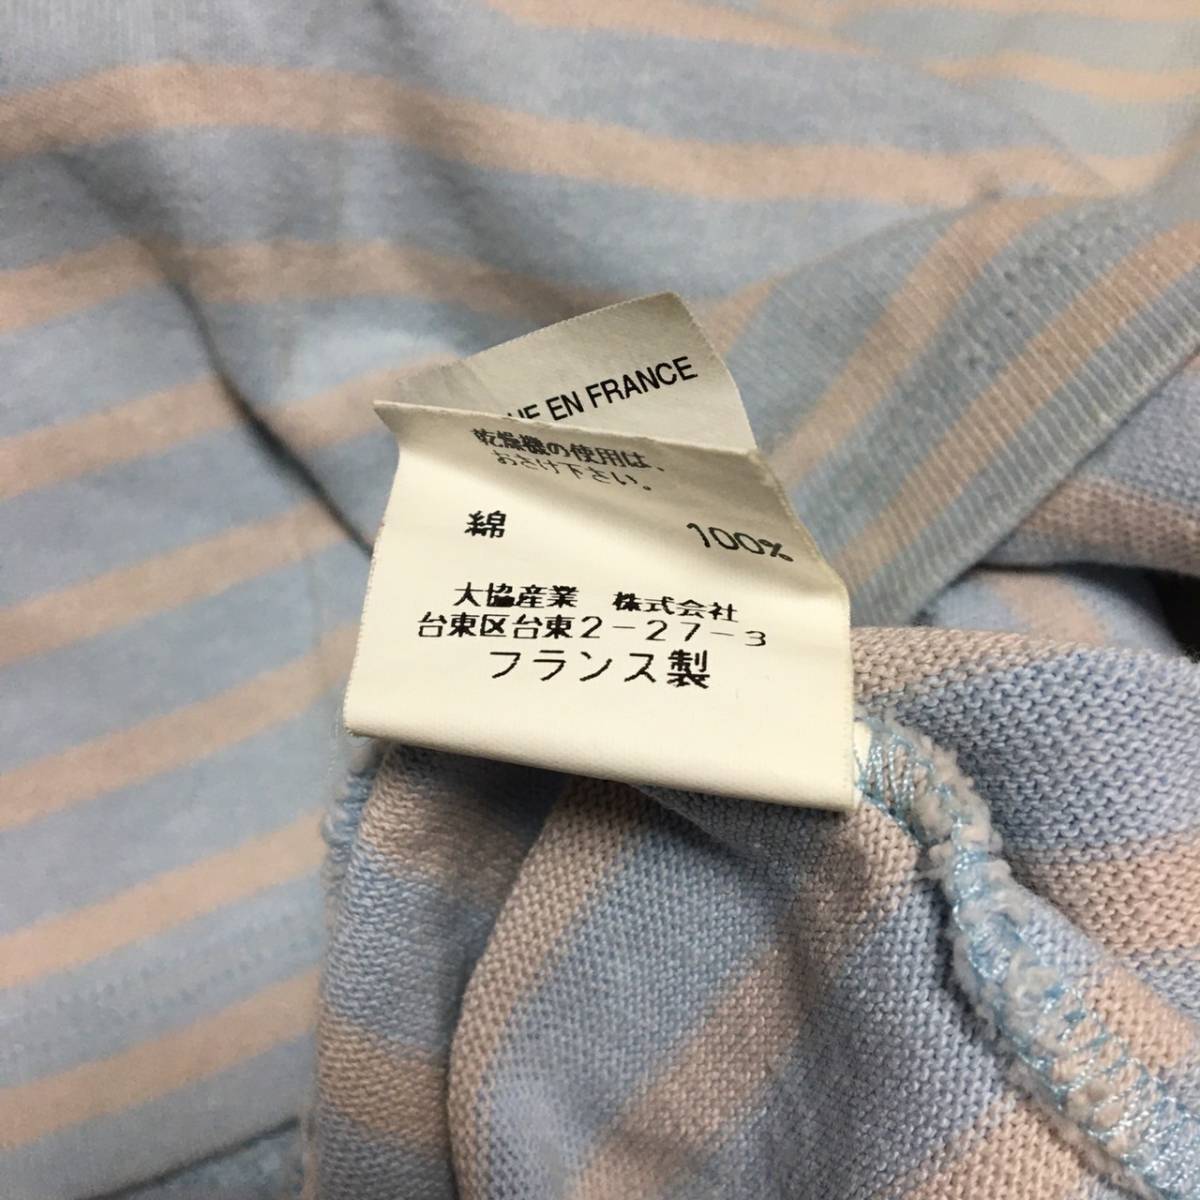 EN FRANCE
乾燥機の使用は、
おさけ下さい。
綿 100%
大協産業 株式会社
台東区台東2-27-3
フランス製